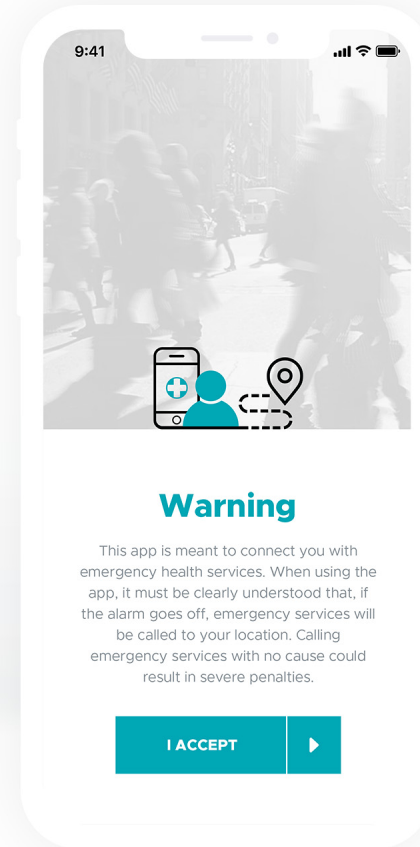 9:41
Warning
This app is meant to connect you with
emergency health services. When using the
app, it must be clearly understood that, if
the alarm goes off, emergency services will
be called to your location. Calling
emergency services with no cause could
result in severe penalties.
I ACCEPT